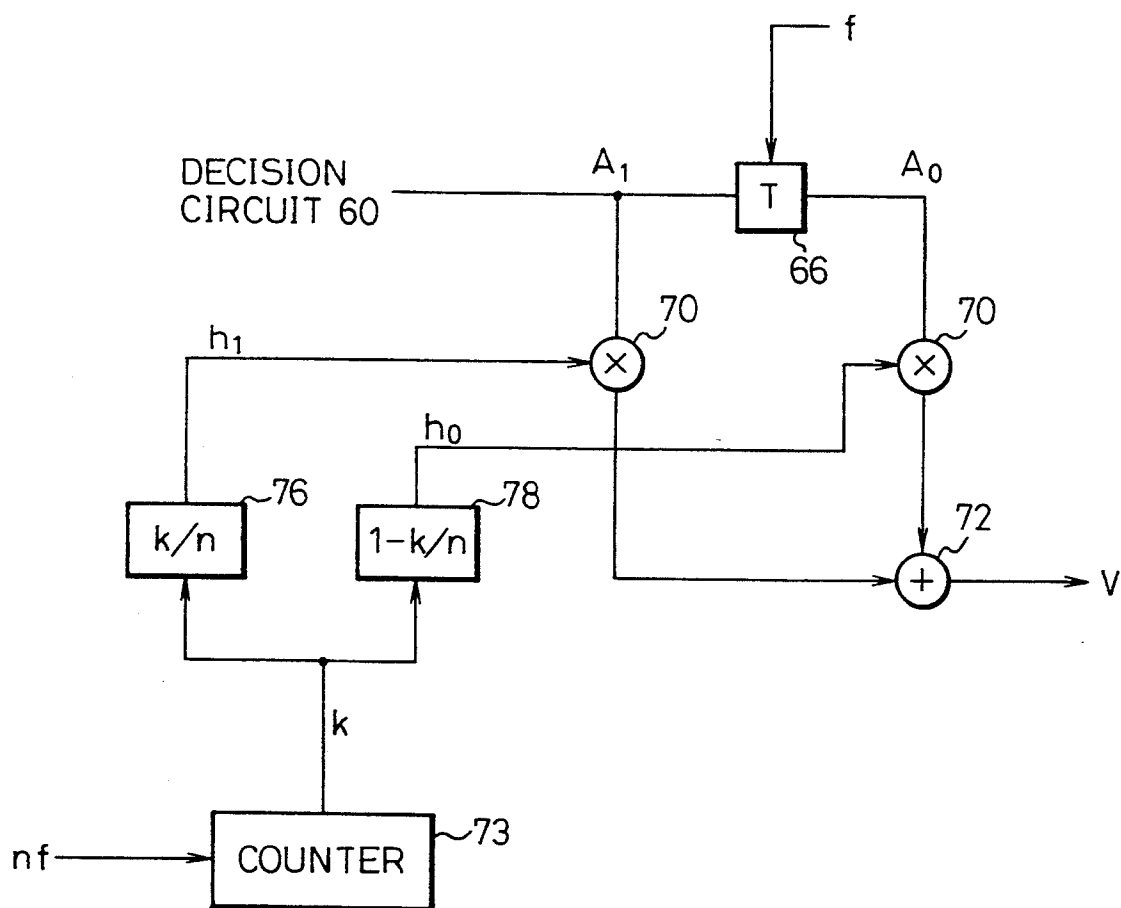 f
DECISION
CIRCUIT 60
A₁
T
A₀
66
70
70
h₁
h₀
76
78
k/n
1-k/n
72
+
V
k
73
nf
COUNTER